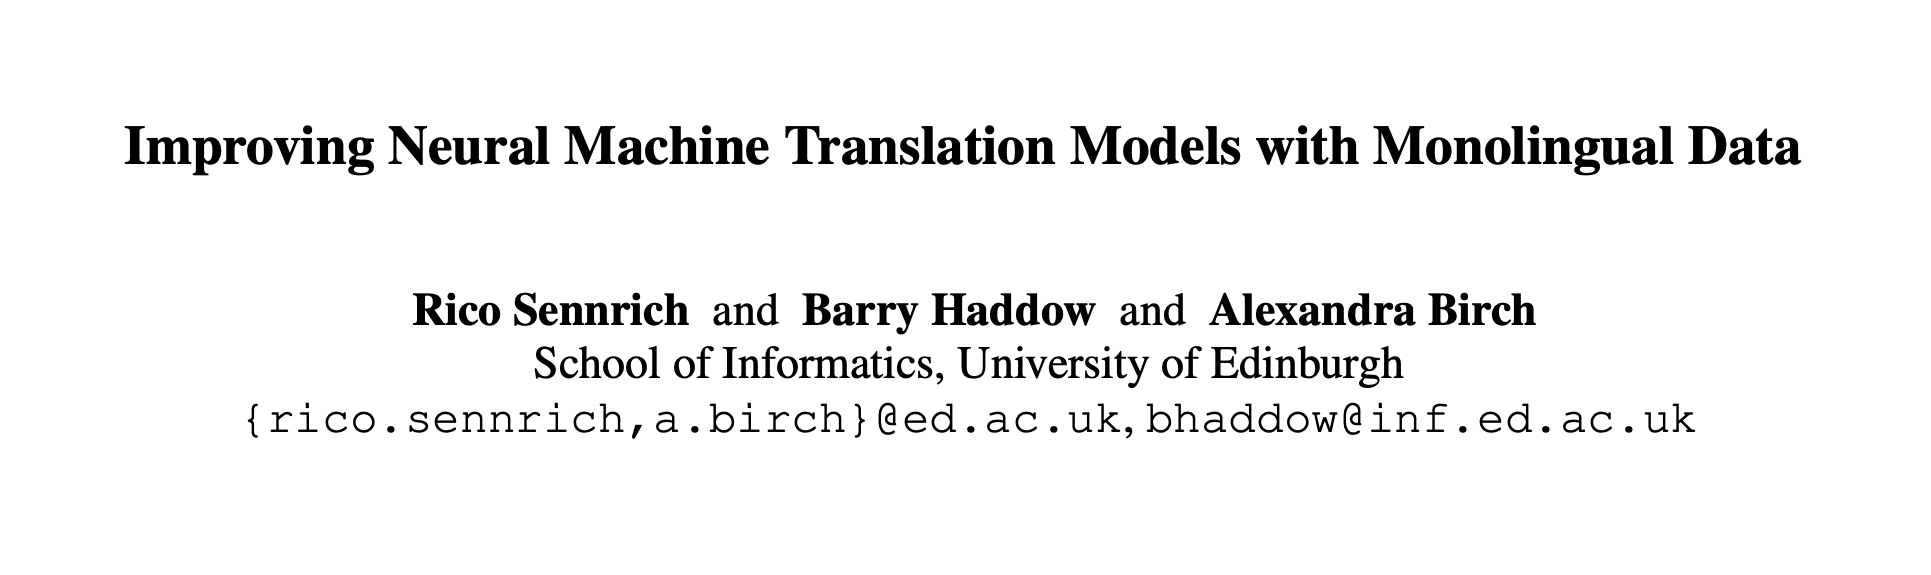 Improving Neural Machine Translation Models with Monolingual Data
Rico Sennrich and Barry Haddow and Alexandra Birch
School of Informatics, University of Edinburgh
{rico.sennrich,a.birch}@ed.ac.uk, bhaddow@inf.ed.ac.uk